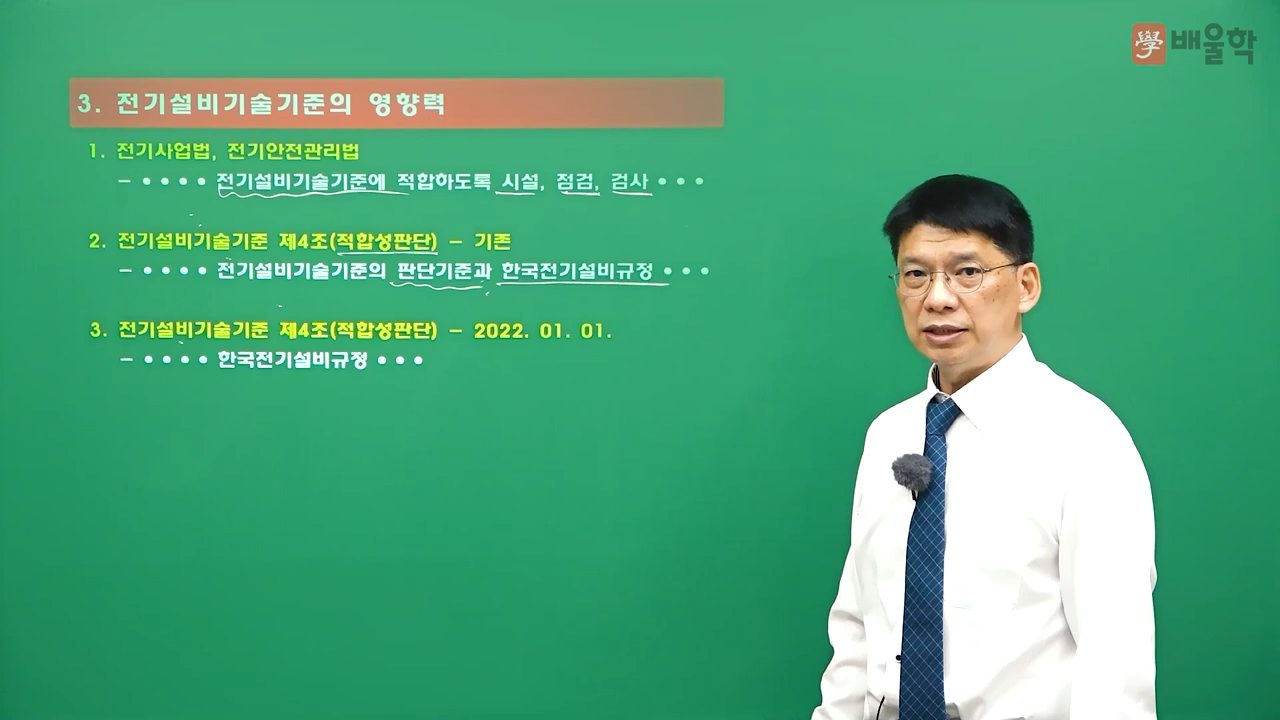 學 배울학
3. 전기설비기술기준의 영향력
1. 전기사업법, 전기안전관리법
– • • • • 전기설비기술기준에 적합하도록 시설, 점검, 검사 • • •
2. 전기설비기술기준 제4조(적합성판단) – 기존
– • • • • 전기설비기술기준의 판단기준과 한국전기설비규정 • • •
3. 전기설비기술기준 제4조(적합성판단) – 2022. 01. 01.
– • • • • 한국전기설비규정 • • •